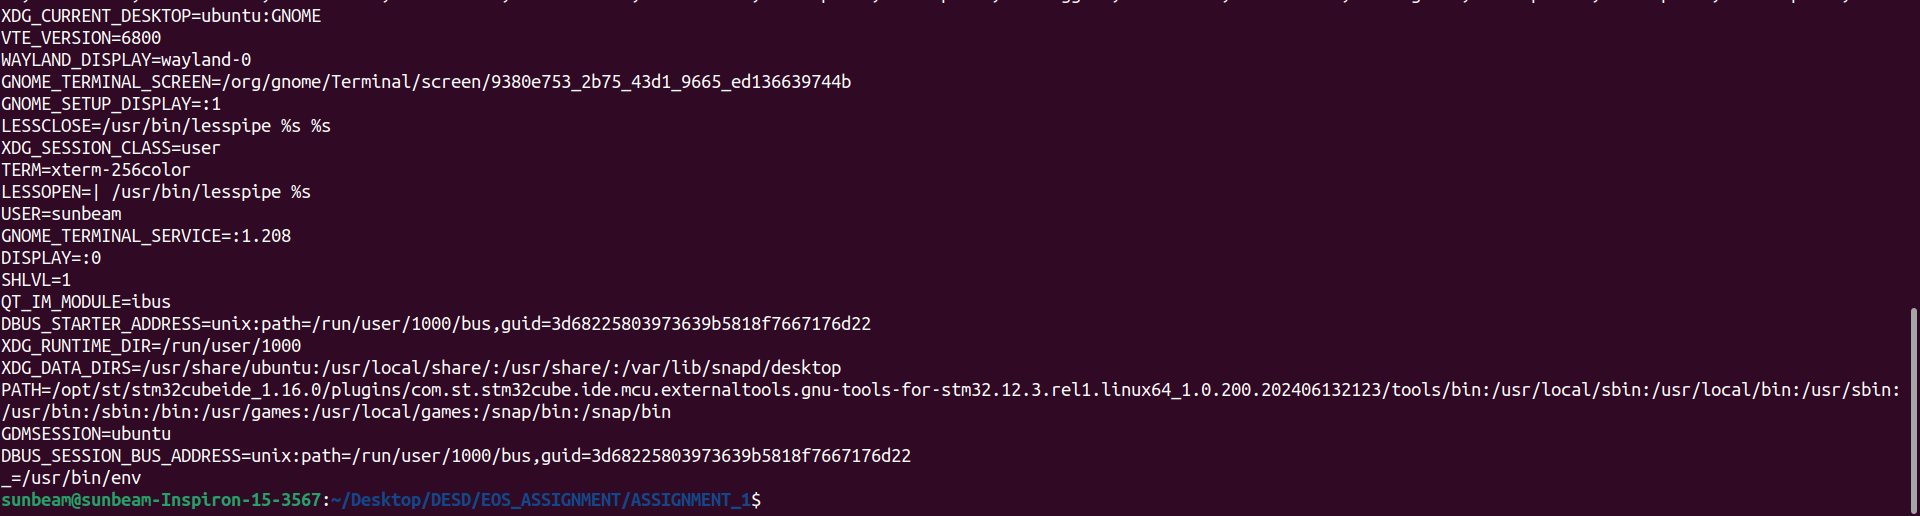 XDG_CURRENT_DESKTOP=ubuntu:GNOME
VTE_VERSION=6800
WAYLAND_DISPLAY=wayland-0
GNOME_TERMINAL_SCREEN=/org/gnome/Terminal/screen/9380e753_2b75_43d1_9665_ed136639744b
GNOME_SETUP_DISPLAY=:1
LESSCLOSE=/usr/bin/lesspipe %s %s
XDG_SESSION_CLASS=user
TERM=xterm-256color
LESSOPEN=| /usr/bin/lesspipe %s
USER=sunbeam
GNOME_TERMINAL_SERVICE=:1.208
DISPLAY=:0
SHLVL=1
QT_IM_MODULE=ibus
DBUS_STARTER_ADDRESS=unix:path=/run/user/1000/bus,guid=3d68225803973639b5818f7667176d22
XDG_RUNTIME_DIR=/run/user/1000
XDG_DATA_DIRS=/usr/share/ubuntu:/usr/local/share/:/usr/share/:/var/lib/snapd/desktop
PATH=/opt/st/stm32cubeide_1.16.0/plugins/com.st.stm32cube.ide.mcu.externaltools.gnu-tools-for-stm32.12.3.rel1.linux64_1.0.200.202406132123/tools/bin:/usr/local/sbin:/usr/local/bin:/usr/sbin:
/usr/bin:/sbin:/bin:/usr/games:/usr/local/games:/snap/bin:/snap/bin
GDMSESSION=ubuntu
DBUS_SESSION_BUS_ADDRESS=unix:path=/run/user/1000/bus,guid=3d68225803973639b5818f7667176d22
_=/usr/bin/env
sunbeam@sunbeam-Inspiron-15-3567:~/Desktop/DESD/EOS_ASSIGNMENT/ASSIGNMENT_1$